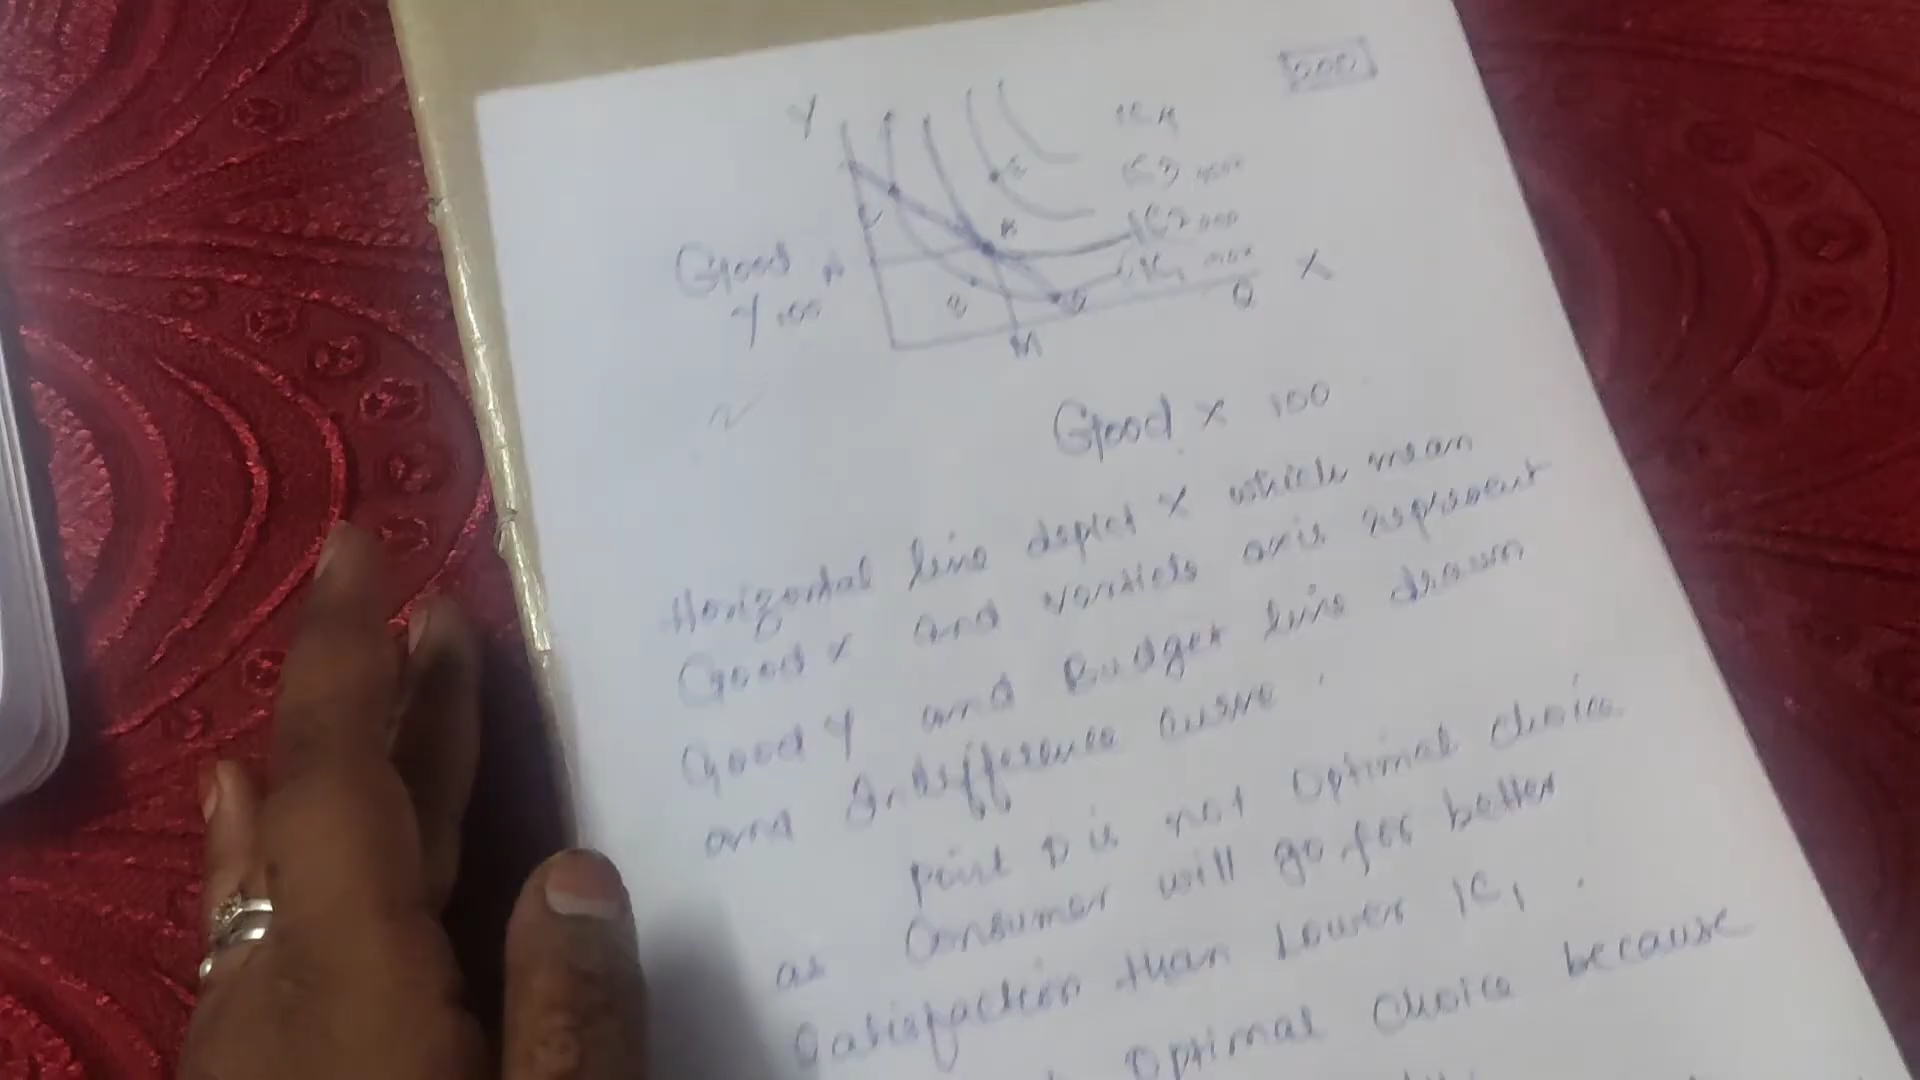 200
Y
IC3
IC2
IC1
X
Good
Y 100
M
Good X 100
Horizontal line depict X which mean
Good X and axis represent
Good Y and Budget line drawn
and Indifference curve.
point D is not Optimal choice
as Consumer will go for better
Satisfaction than Lower IC1.
Optimal choice because